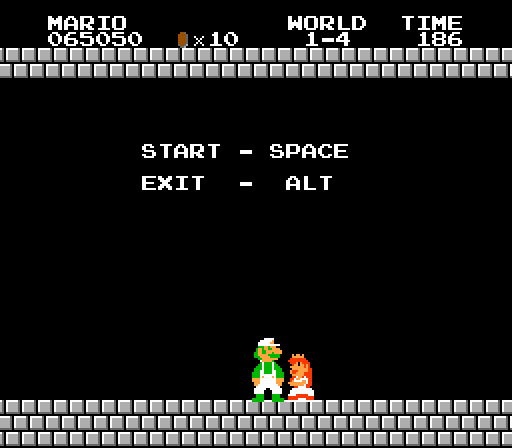 MARIO WORLD TIME
065050 ×10 1-4 186
START - SPACE
EXIT - ALT